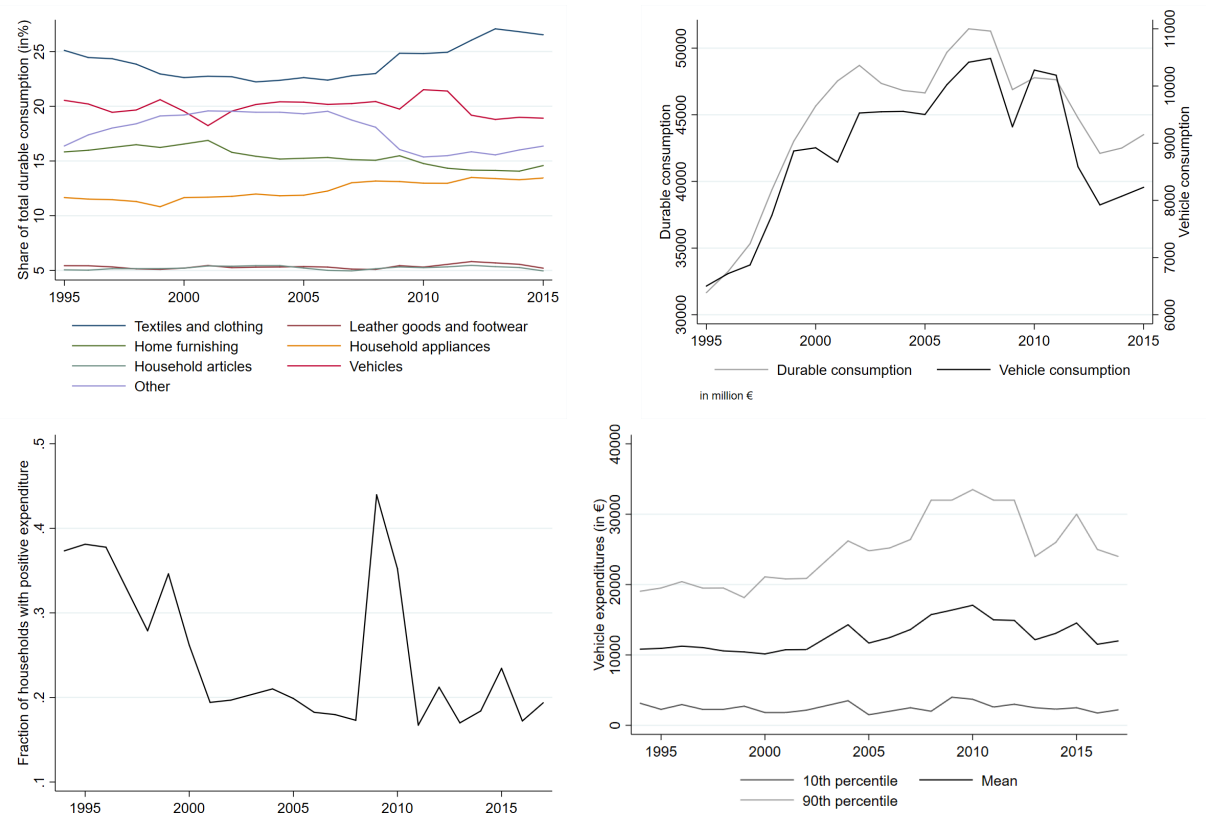 Share of total durable consumption (in%)
25
20
15
10
5
1995 2000 2005 2010 2015
Textiles and clothing Leather goods and footwear
Home furnishing Household appliances
Household articles Vehicles
Other
Durable consumption
50000
45000
40000
35000
30000
Vehicle consumption
11000
10000
9000
8000
7000
6000
1995 2000 2005 2010 2015
Durable consumption Vehicle consumption
in million €
Fraction of households with positive expenditure
.5
.4
.3
.2
.1
1995 2000 2005 2010 2015
Vehicle expenditures (in €)
40000
30000
20000
10000
0
1995 2000 2005 2010 2015
10th percentile Mean
90th percentile